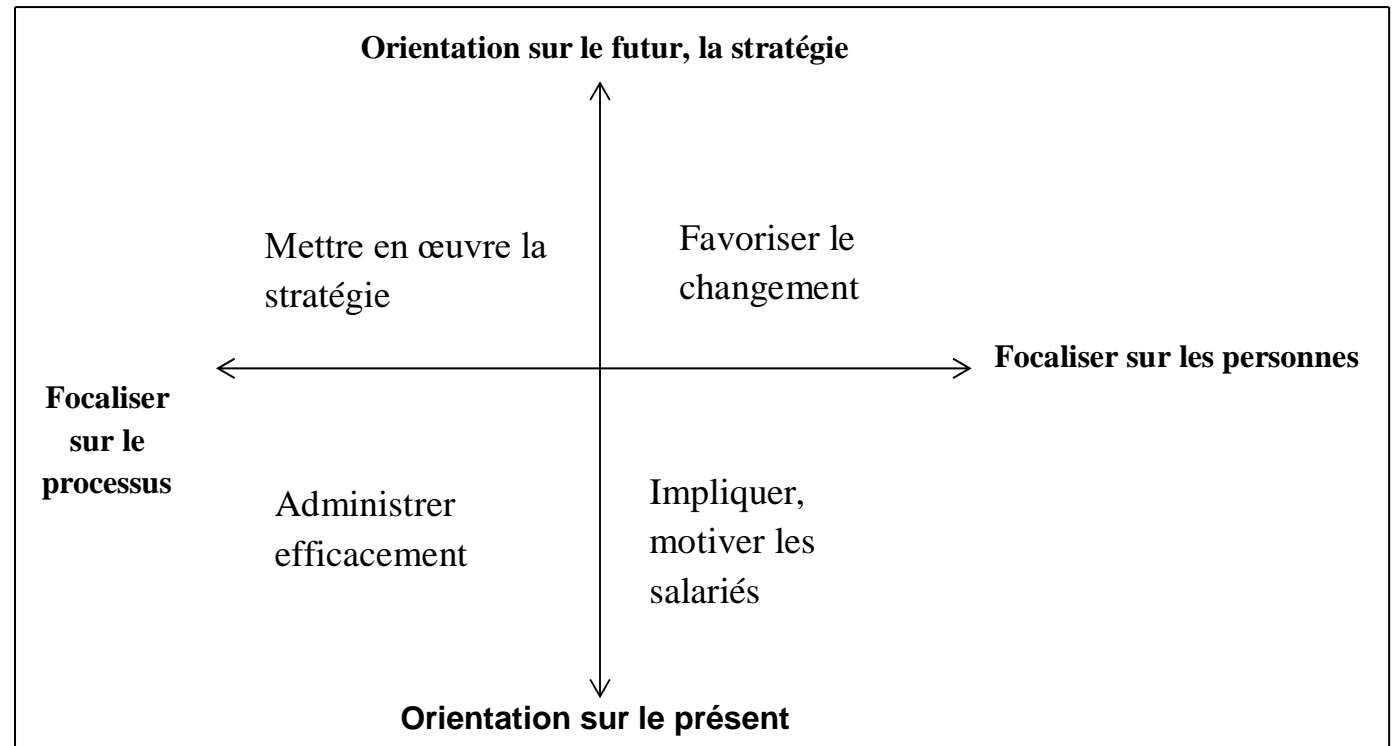 Orientation sur le futur, la stratégie
Mettre en œuvre la
stratégie
Favoriser le
changement
Focaliser sur les personnes
Focaliser
sur le
processus
Administrer
efficacement
Impliquer,
motiver les
salariés
Orientation sur le présent